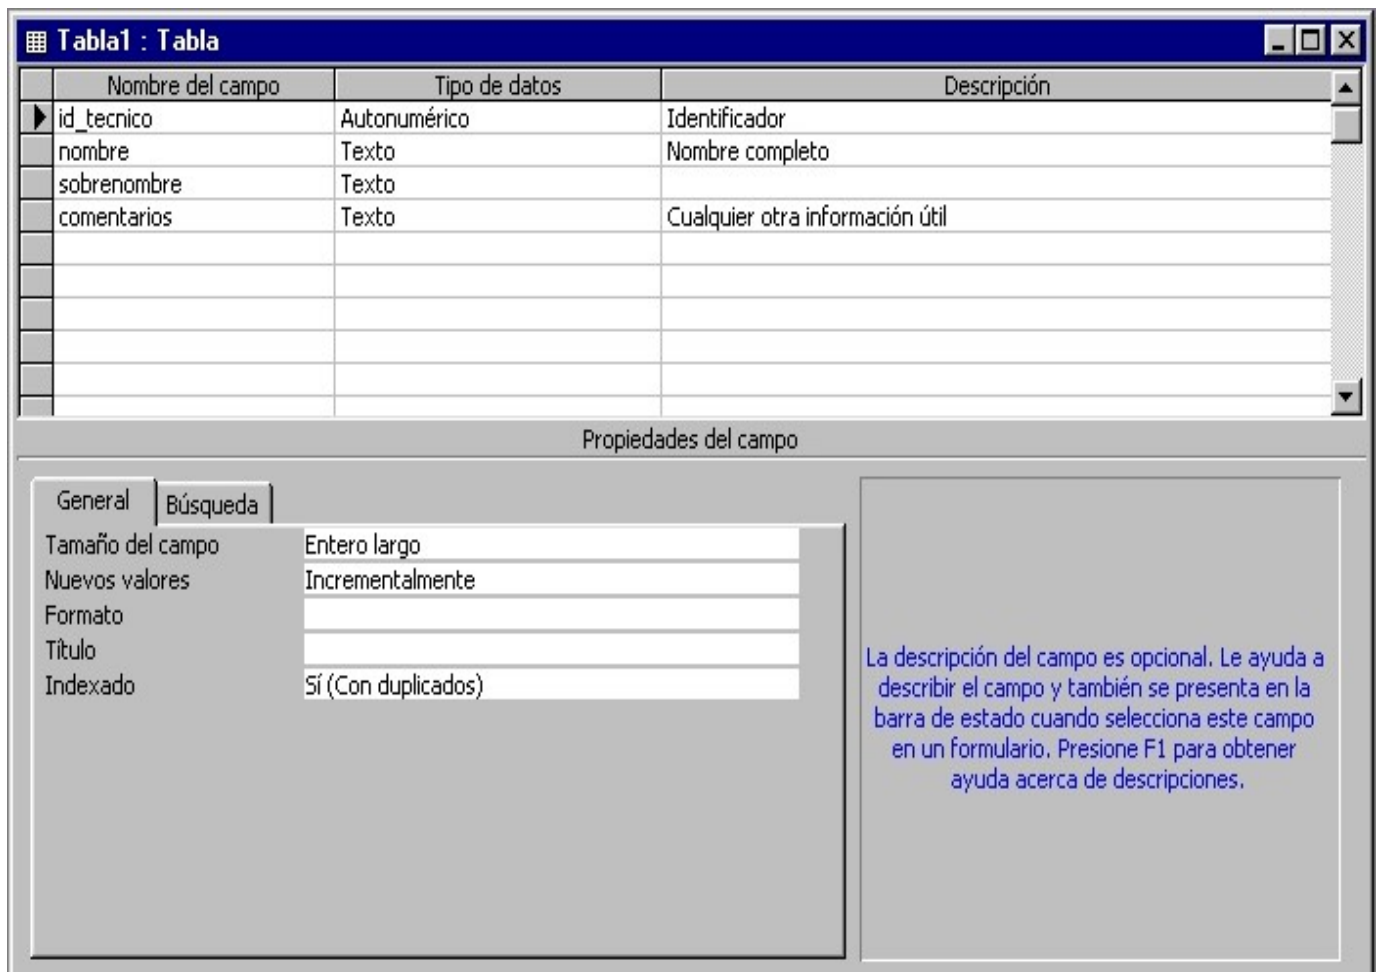 Tabla1 : Tabla
Nombre del campo Tipo de datos Descripción
id_tecnico Autonumérico Identificador
nombre Texto Nombre completo
sobrenombre Texto
comentarios Texto Cualquier otra información útil
Propiedades del campo
General Búsqueda
Tamaño del campo Entero largo
Nuevos valores Incrementalmente
Formato
Título
Indexado Sí (Con duplicados)
La descripción del campo es opcional. Le ayuda a
describir el campo y también se presenta en la
barra de estado cuando selecciona este campo
en un formulario. Presione F1 para obtener
ayuda acerca de descripciones.